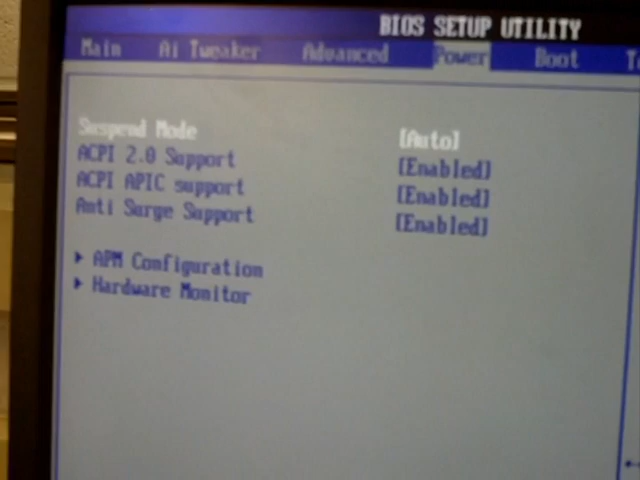 BIOS SETUP UTILITY
Main Ai Tweaker Advanced Power Boot
Suspend Mode [Auto]
ACPI 2.0 Support [Enabled]
ACPI APIC support [Enabled]
Anti Surge Support [Enabled]
APM Configuration
Hardware Monitor